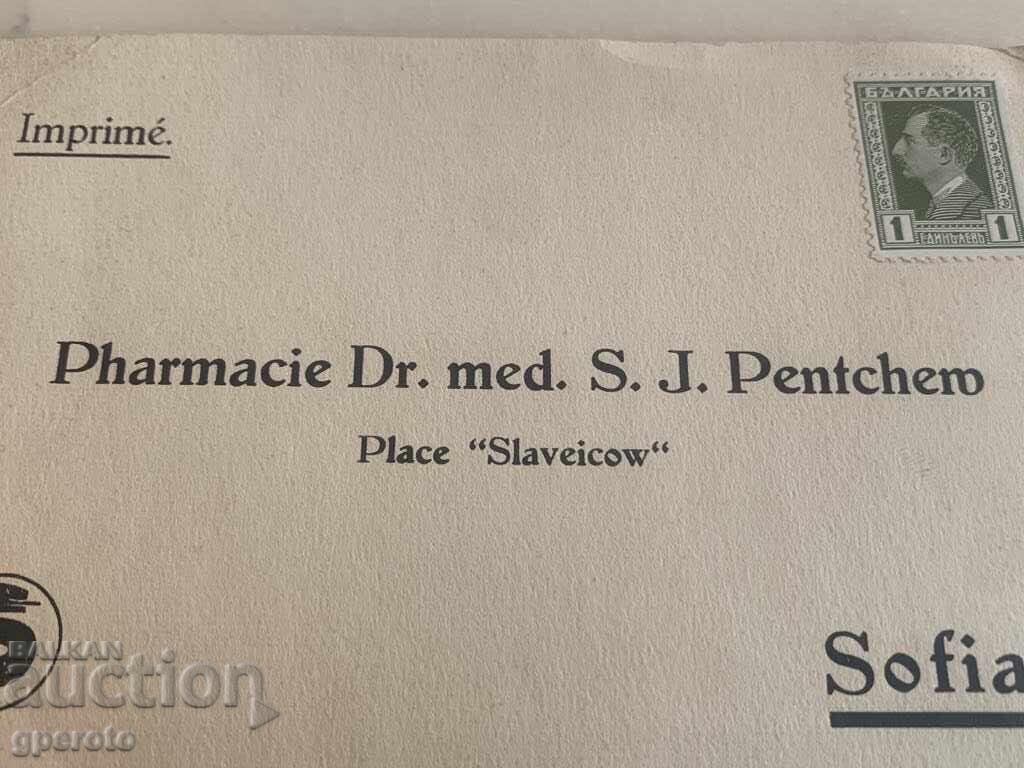 Imprimé.
БЪЛГАРИЯ
1 ЕДИНЪ ЛЕВЪ 1
Pharmacie Dr. med. S. J. Pentchew
Place “Slaveicow“
Sofia
BALKAN
auction
gperoto